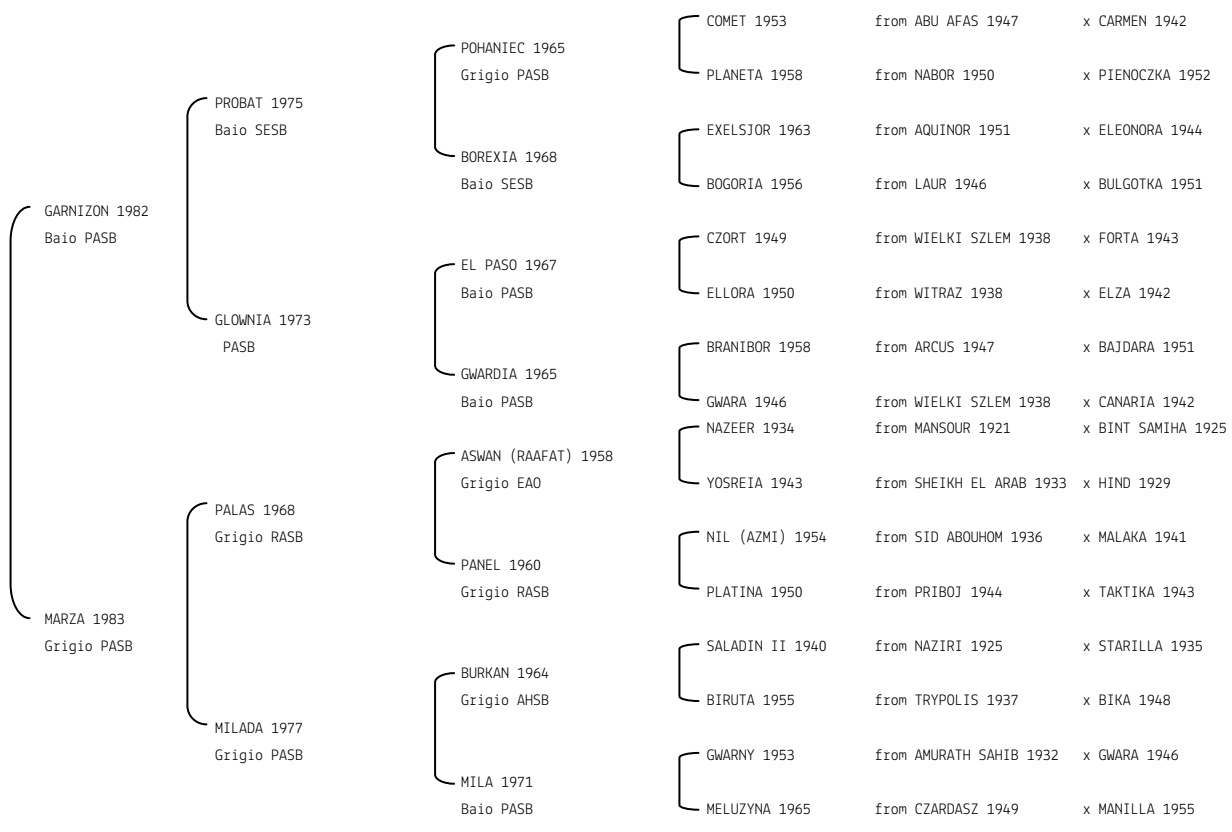 COMET 1953 from ABU AFAS 1947 x CARMEN 1942
POHANIEC 1965
Grigio PASB
PLANETA 1958 from NABOR 1950 x PIENOCZKA 1952
PROBAT 1975
Baio SESB
EXELSJOR 1963 from AQUINOR 1951 x ELEONORA 1944
BOREXIA 1968
Baio SESB
BOGORIA 1956 from LAUR 1946 x BULGOTKA 1951
GARNIZON 1982
Baio PASB
CZORT 1949 from WIELKI SZLEM 1938 x FORTA 1943
EL PASO 1967
Baio PASB
ELLORA 1950 from WITRAZ 1938 x ELZA 1942
GLOWNIA 1973
PASB
BRANIBOR 1958 from ARCUS 1947 x BAJDARA 1951
GWARDIA 1965
Baio PASB
GWARA 1946 from WIELKI SZLEM 1938 x CANARIA 1942
NAZEER 1934 from MANSOUR 1921 x BINT SAMIHA 1925
ASWAN (RAAFAT) 1958
Grigio EAO
YOSREIA 1943 from SHEIKH EL ARAB 1933 x HIND 1929
PALAS 1968
Grigio RASB
NIL (AZMI) 1954 from SID ABOUHOM 1936 x MALAKA 1941
PANEL 1960
Grigio RASB
PLATINA 1950 from PRIBOJ 1944 x TAKTIKA 1943
MARZA 1983
Grigio PASB
SALADIN II 1940 from NAZIRI 1925 x STARILLA 1935
BURKAN 1964
Grigio AHSB
BIRUTA 1955 from TRYPOLIS 1937 x BIKA 1948
MILADA 1977
Grigio PASB
GWARNY 1953 from AMURATH SAHIB 1932 x GWARA 1946
MILA 1971
Baio PASB
MELUZYNA 1965 from CZARDASZ 1949 x MANILLA 1955